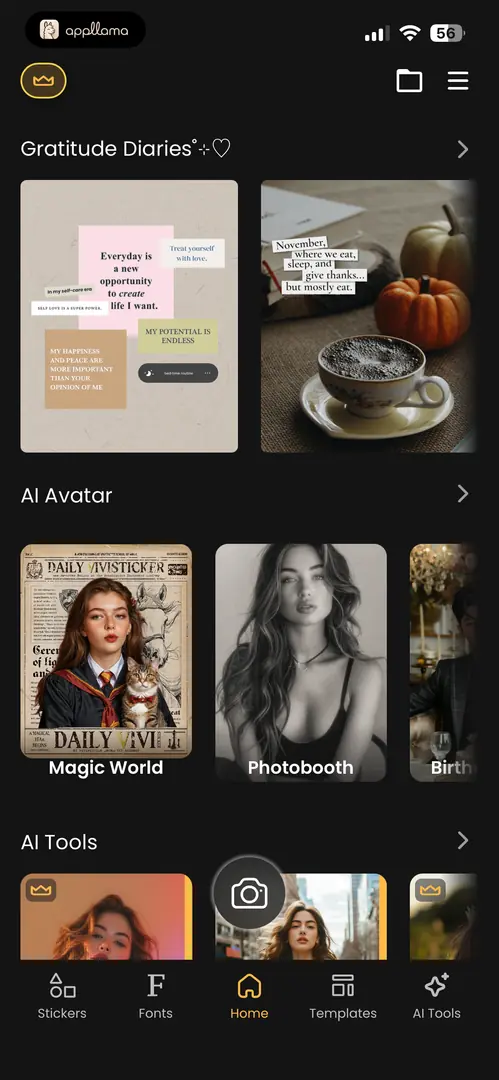 appllama
56
Gratitude Diaries˚⊹♡
Everyday is
a new
opportunity
to create
life I want.
Treat yourself
with love.
in my self-care era
SELF LOVE IS A SUPER POWER.
MY POTENTIAL IS
ENDLESS
MY HAPPINESS
AND PEACE ARE
MORE IMPORTANT
THAN YOUR
OPINION OF ME
November,
where we eat,
sleep, and
give thanks...
but mostly eat.
AI Avatar
DAILY VIVISTICKER
of lig
DAILY VIVI
Magic World
Photobooth
Birth
AI Tools
Stickers
Fonts
Home
Templates
AI Tools